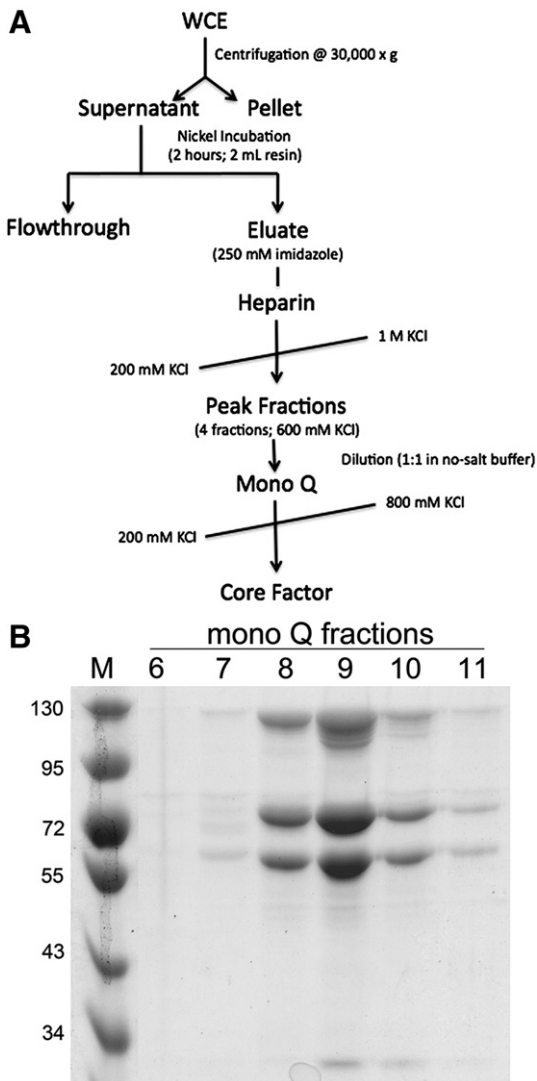 A
WCE
Centrifugation @ 30,000 x g
Supernatant
Pellet
Nickel Incubation
(2 hours; 2 mL resin)
Flowthrough
Eluate
(250 mM imidazole)
Heparin
1 M KCl
200 mM KCl
Peak Fractions
(4 fractions; 600 mM KCl)
Dilution (1:1 in no-salt buffer)
Mono Q
800 mM KCl
200 mM KCl
Core Factor
B
mono Q fractions
M 6 7 8 9 10 11
130
95
72
55
43
34